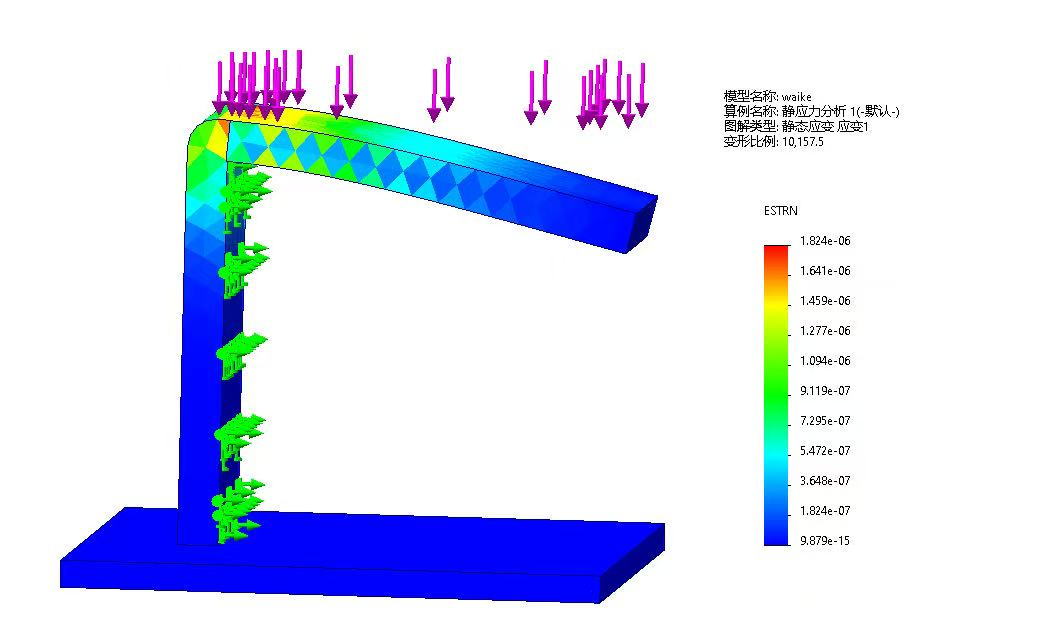 模型名称: waike
算例名称: 静应力分析 1(-默认-)
图解类型: 静态应变 应变1
变形比例: 10,157.5
ESTRN
1.824e-06
1.641e-06
1.459e-06
1.277e-06
1.094e-06
9.119e-07
7.295e-07
5.472e-07
3.648e-07
1.824e-07
9.879e-15